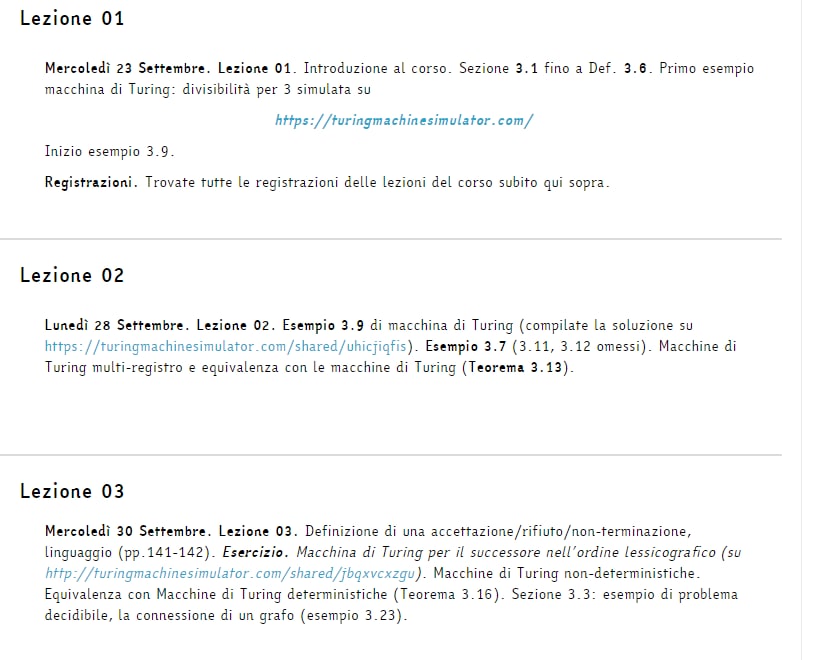 Lezione 01
Mercoledì 23 Settembre. Lezione 01. Introduzione al corso. Sezione 3.1 fino a Def. 3.6. Primo esempio
macchina di Turing: divisibilità per 3 simulata su
https://turingmachinesimulator.com/
Inizio esempio 3.9.
Registrazioni. Trovate tutte le registrazioni delle lezioni del corso subito qui sopra.
Lezione 02
Lunedì 28 Settembre. Lezione 02. Esempio 3.9 di macchina di Turing (compilate la soluzione su
https://turingmachinesimulator.com/shared/uhicjiqfis). Esempio 3.7 (3.11, 3.12 omessi). Macchine di
Turing multi-registro e equivalenza con le macchine di Turing (Teorema 3.13).
Lezione 03
Mercoledì 30 Settembre. Lezione 03. Definizione di una accettazione/rifiuto/non-terminazione,
linguaggio (pp.141-142). Esercizio. Macchina di Turing per il successore nell'ordine lessicografico (su
http://turingmachinesimulator.com/shared/jbqxvcxzgu). Macchine di Turing non-deterministiche.
Equivalenza con Macchine di Turing deterministiche (Teorema 3.16). Sezione 3.3: esempio di problema
decidibile, la connessione di un grafo (esempio 3.23).